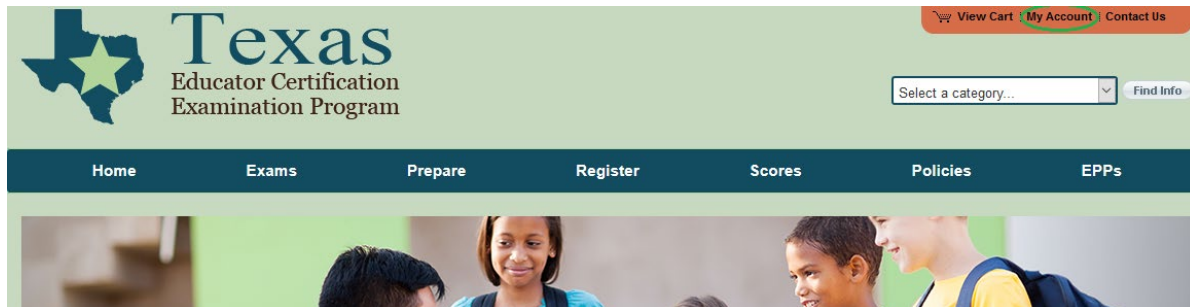 View Cart | My Account | Contact Us
Texas
Educator Certification
Examination Program
Select a category...
Find Info
Home Exams Prepare Register Scores Policies EPPs